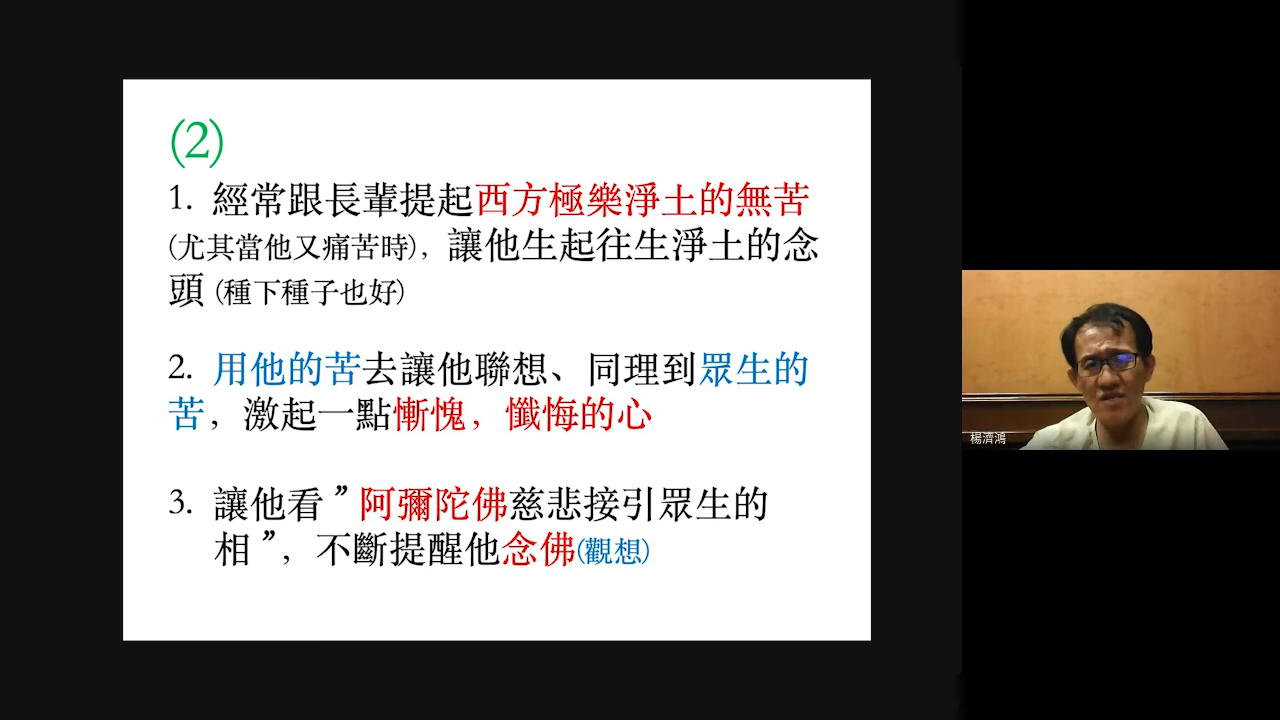 (2)
1. 經常跟長輩提起西方極樂淨土的無苦
(尤其當他又痛苦時)，讓他生起往生淨土的念
頭 (種下種子也好)
2. 用他的苦去讓他聯想、同理到眾生的
苦，激起一點慚愧，懺悔的心
3. 讓他看 ” 阿彌陀佛慈悲接引眾生的
相 ”，不斷提醒他念佛(觀想)
楊濟鴻